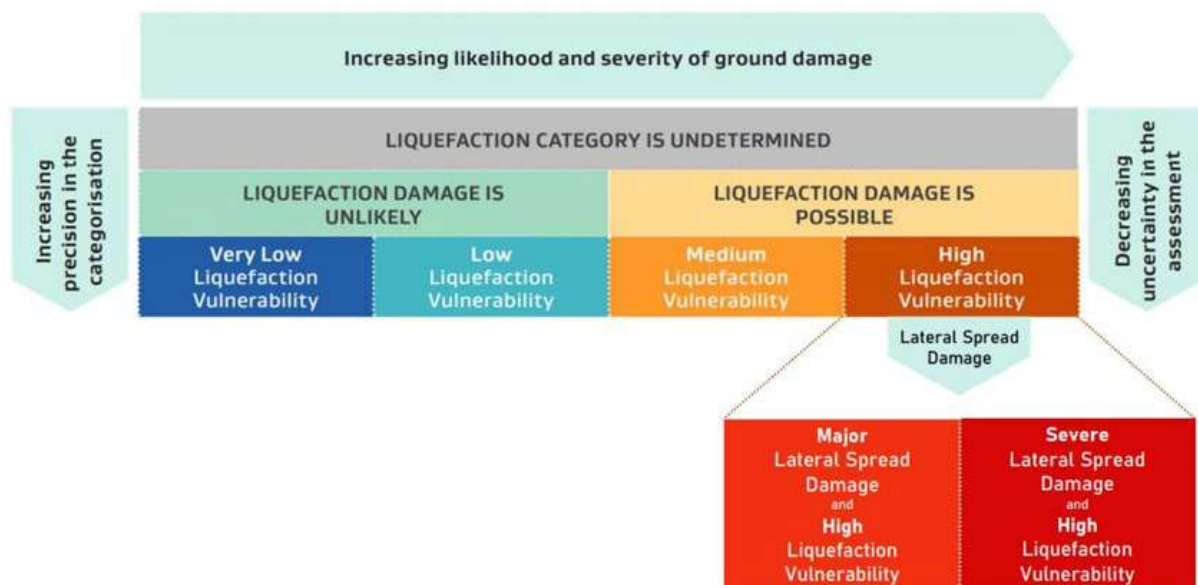 Increasing likelihood and severity of ground damage
Increasing
precision in the
categorisation
LIQUEFACTION CATEGORY IS UNDETERMINED
Decreasing
uncertainty in the
assessment
LIQUEFACTION DAMAGE IS
UNLIKELY
LIQUEFACTION DAMAGE IS
POSSIBLE
Very Low
Liquefaction
Vulnerability
Low
Liquefaction
Vulnerability
Medium
Liquefaction
Vulnerability
High
Liquefaction
Vulnerability
Lateral Spread
Damage
Major
Lateral Spread
Damage
and
High
Liquefaction
Vulnerability
Severe
Lateral Spread
Damage
and
High
Liquefaction
Vulnerability